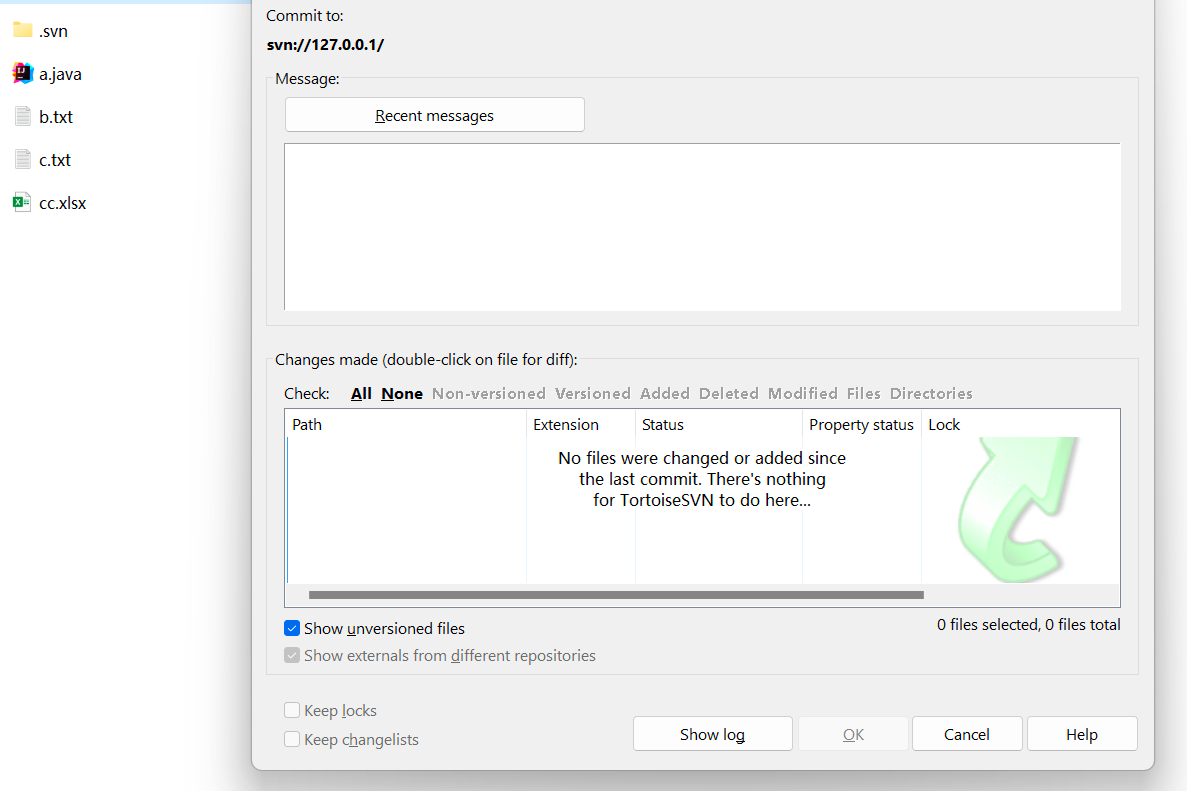 .svn
a.java
b.txt
c.txt
cc.xlsx
Commit to:
svn://127.0.0.1/
Message:
Recent messages
Changes made (double-click on file for diff):
Check: All None Non-versioned Versioned Added Deleted Modified Files Directories
Path Extension Status Property status Lock
No files were changed or added since
the last commit. There's nothing
for TortoiseSVN to do here...
Show unversioned files
0 files selected, 0 files total
Show externals from different repositories
Keep locks
Keep changelists
Show log OK Cancel Help